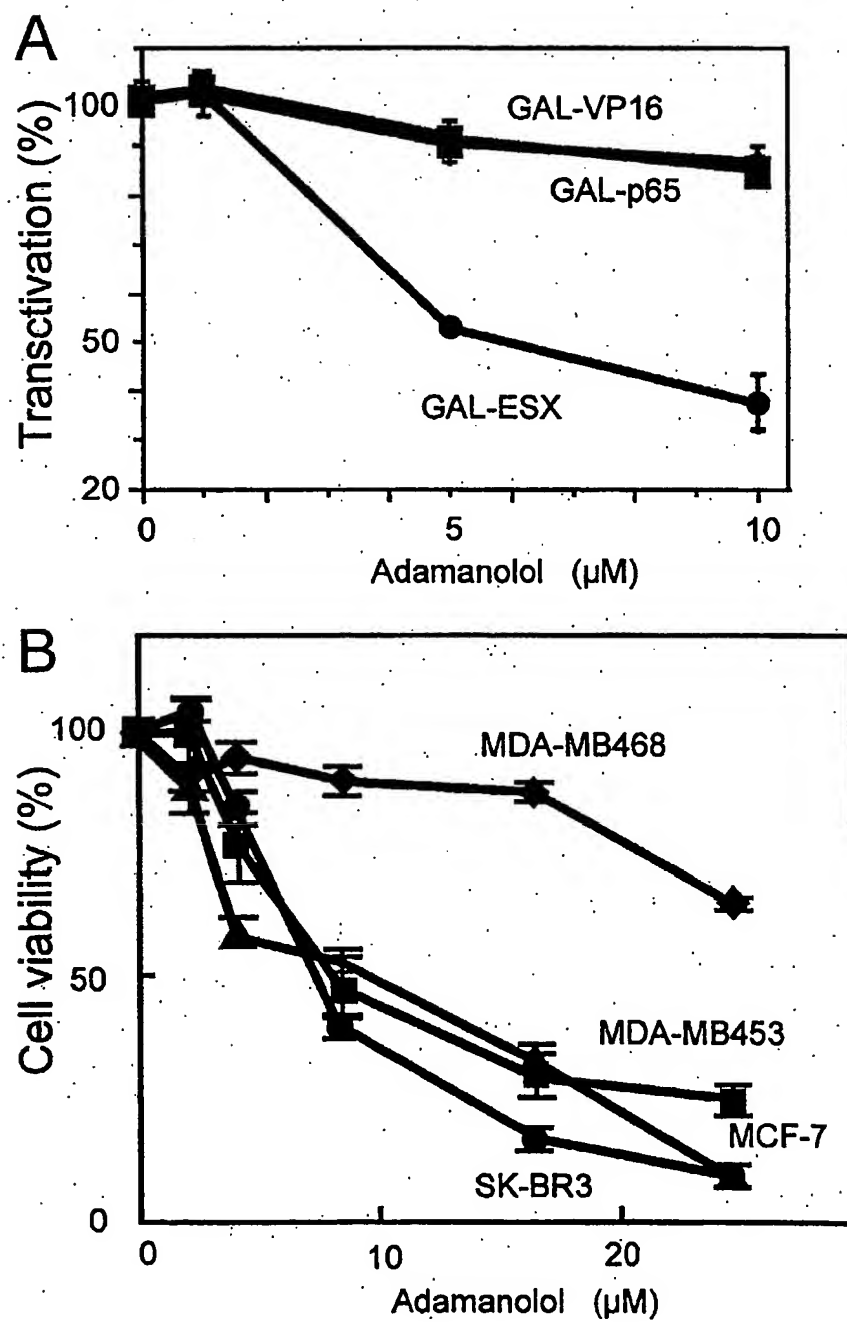 A
Transctivation (%)
100
50
20
GAL-VP16
GAL-p65
GAL-ESX
0 5 10
Adamanolol (µM)
B
Cell viability (%)
100
50
0
MDA-MB468
MDA-MB453
MCF-7
SK-BR3
0 10 20
Adamanolol (µM)